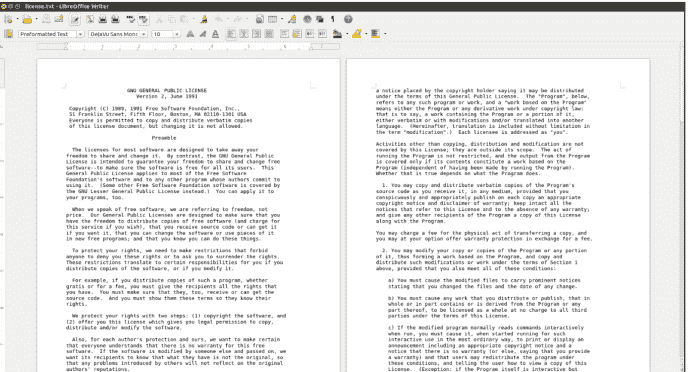 license.txt - LibreOffice Writer
Preformatted Text
DejaVu Sans Mono
10
GNU GENERAL PUBLIC LICENSE
Version 2, June 1991
Copyright (C) 1989, 1991 Free Software Foundation, Inc.,
51 Franklin Street, Fifth Floor, Boston, MA 02110-1301 USA
Everyone is permitted to copy and distribute verbatim copies
of this license document, but changing it is not allowed.
Preamble
The licenses for most software are designed to take away your
freedom to share and change it. By contrast, the GNU General Public
License is intended to guarantee your freedom to share and change free
software--to make sure the software is free for all its users. This
General Public License applies to most of the Free Software
Foundation's software and to any other program whose authors commit to
using it. (Some other Free Software Foundation software is covered by
the GNU Lesser General Public License instead.) You can apply it to
your programs, too.
When we speak of free software, we are referring to freedom, not
price. Our General Public Licenses are designed to make sure that you
have the freedom to distribute copies of free software (and charge for
this service if you wish), that you receive source code or can get it
if you want it, that you can change the software or use pieces of it
in new free programs; and that you know you can do these things.
To protect your rights, we need to make restrictions that forbid
anyone to deny you these rights or to ask you to surrender the rights.
These restrictions translate to certain responsibilities for you if you
distribute copies of the software, or if you modify it.
For example, if you distribute copies of such a program, whether
gratis or for a fee, you must give the recipients all the rights that
you have. You must make sure that they, too, receive or can get the
source code. And you must show them these terms so they know their
rights.
We protect your rights with two steps: (1) copyright the software, and
(2) offer you this license which gives you legal permission to copy,
distribute and/or modify the software.
Also, for each author's protection and ours, we want to make certain
that everyone understands that there is no warranty for this free
software. If the software is modified by someone else and passed on, we
want its recipients to know that what they have is not the original, so
that any problems introduced by others will not reflect on the original
authors' reputations.
a notice placed by the copyright holder saying it may be distributed
under the terms of this General Public License. The "Program", below,
refers to any such program or work, and a "work based on the Program"
means either the Program or any derivative work under copyright law:
that is to say, a work containing the Program or a portion of it,
either verbatim or with modifications and/or translated into another
language. (Hereinafter, translation is included without limitation in
the term "modification".) Each licensee is addressed as "you".
Activities other than copying, distribution and modification are not
covered by this License; they are outside its scope. The act of
running the Program is not restricted, and the output from the Program
is covered only if its contents constitute a work based on the
Program (independent of having been made by running the Program).
Whether that is true depends on what the Program does.
1. You may copy and distribute verbatim copies of the Program's
source code as you receive it, in any medium, provided that you
conspicuously and appropriately publish on each copy an appropriate
copyright notice and disclaimer of warranty; keep intact all the
notices that refer to this License and to the absence of any warranty;
and give any other recipients of the Program a copy of this License
along with the Program.
You may charge a fee for the physical act of transferring a copy, and
you may at your option offer warranty protection in exchange for a fee.
2. You may modify your copy or copies of the Program or any portion
of it, thus forming a work based on the Program, and copy and
distribute such modifications or work under the terms of Section 1
above, provided that you also meet all of these conditions:
a) You must cause the modified files to carry prominent notices
stating that you changed the files and the date of any change.
b) You must cause any work that you distribute or publish, that in
whole or in part contains or is derived from the Program or any
part thereof, to be licensed as a whole at no charge to all third
parties under the terms of this License.
c) If the modified program normally reads commands interactively
when run, you must cause it, when started running for such
interactive use in the most ordinary way, to print or display an
announcement including an appropriate copyright notice and a
notice that there is no warranty (or else, saying that you provide
a warranty) and that users may redistribute the program under
these conditions, and telling the user how to view a copy of this
License. (Exception: if the Program itself is interactive but